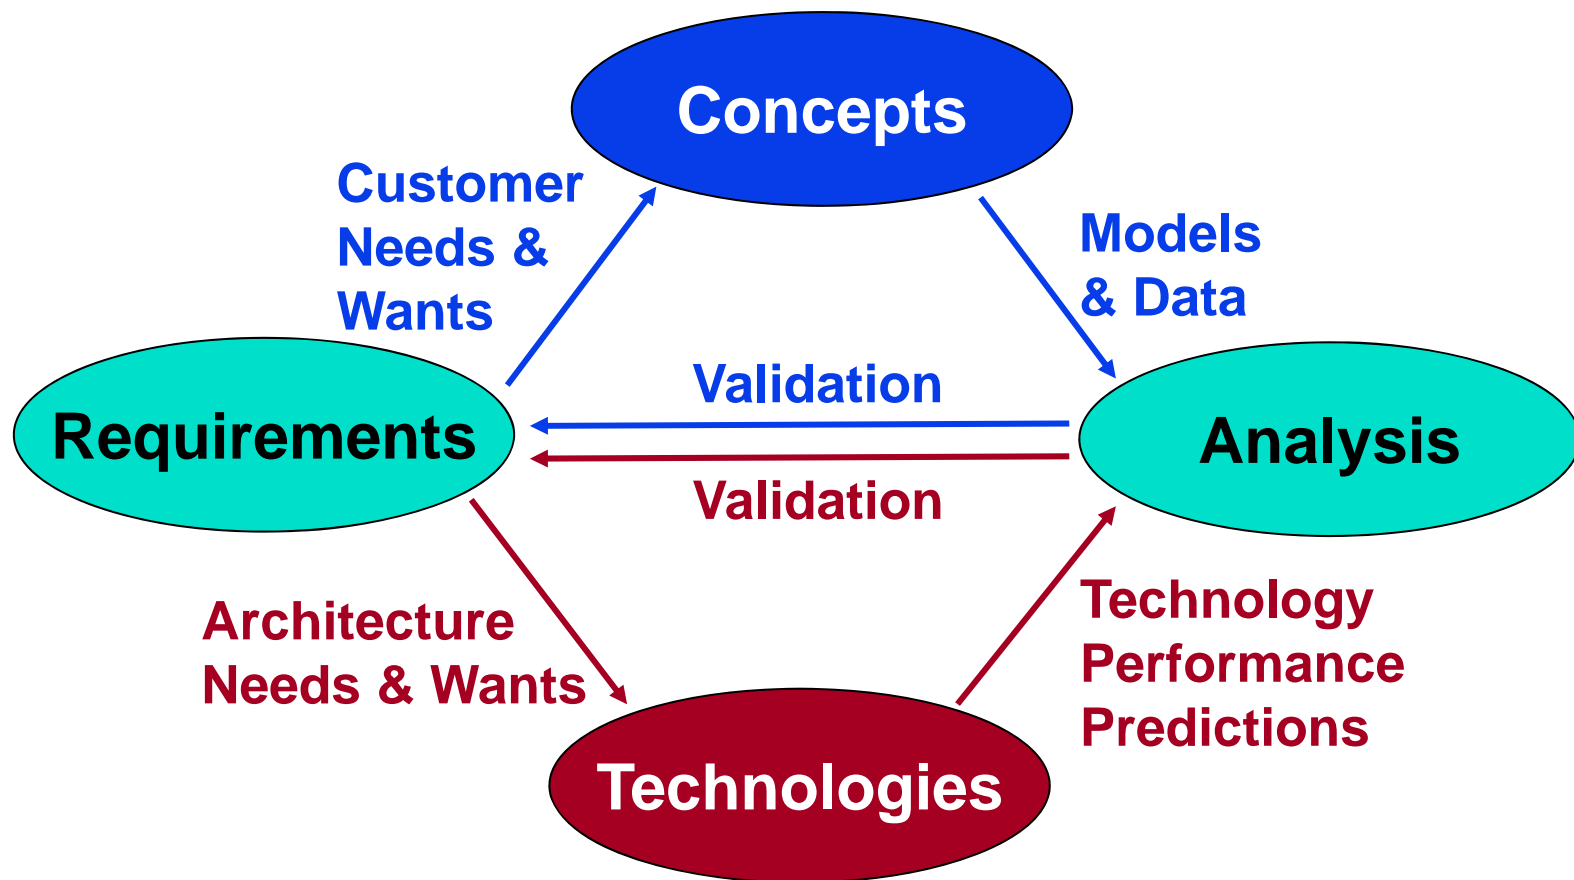 Concepts
Customer
Needs &
Wants
Models
& Data
Validation
Requirements
Analysis
Validation
Architecture
Needs & Wants
Technology
Performance
Predictions
Technologies